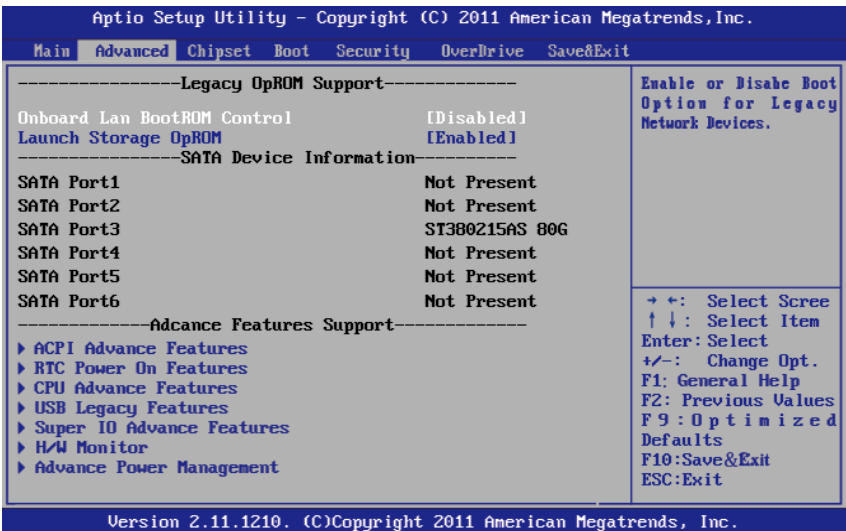 Aptio Setup Utility – Copyright (C) 2011 American Megatrends,Inc.
Main Advanced Chipset Boot Security OverDrive Save&Exit
-----------------Legacy OpROM Support--------------
Onboard Lan BootROM Control [Disabled]
Launch Storage OpROM [Enabled]
-----------------SATA Device Information----------
SATA Port1 Not Present
SATA Port2 Not Present
SATA Port3 ST380215AS 80G
SATA Port4 Not Present
SATA Port5 Not Present
SATA Port6 Not Present
--------------Adcance Features Support-------------
ACPI Advance Features
RTC Power On Features
CPU Advance Features
USB Legacy Features
Super IO Advance Features
H/W Monitor
Advance Power Management
Enable or Disabe Boot
Option for Legacy
Network Devices.
→ ←: Select Scree
↑ ↓: Select Item
Enter: Select
+/-: Change Opt.
F1: General Help
F2: Previous Values
F9:Optimized
Defaults
F10:Save&Exit
ESC:Exit
Version 2.11.1210. (C)Copyright 2011 American Megatrends, Inc.